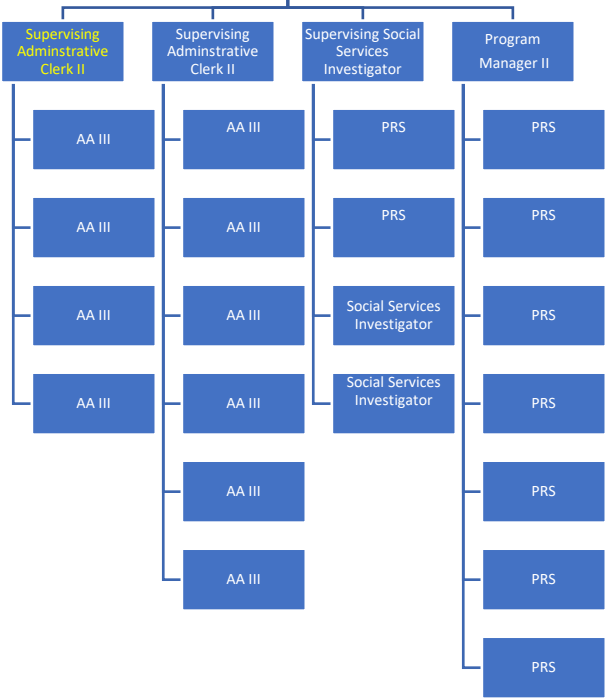 Supervising
Adminstrative
Clerk II
AA III
AA III
AA III
AA III
Supervising
Adminstrative
Clerk II
AA III
AA III
AA III
AA III
AA III
AA III
Supervising Social
Services
Investigator
PRS
PRS
Social Services
Investigator
Social Services
Investigator
Program
Manager II
PRS
PRS
PRS
PRS
PRS
PRS
PRS